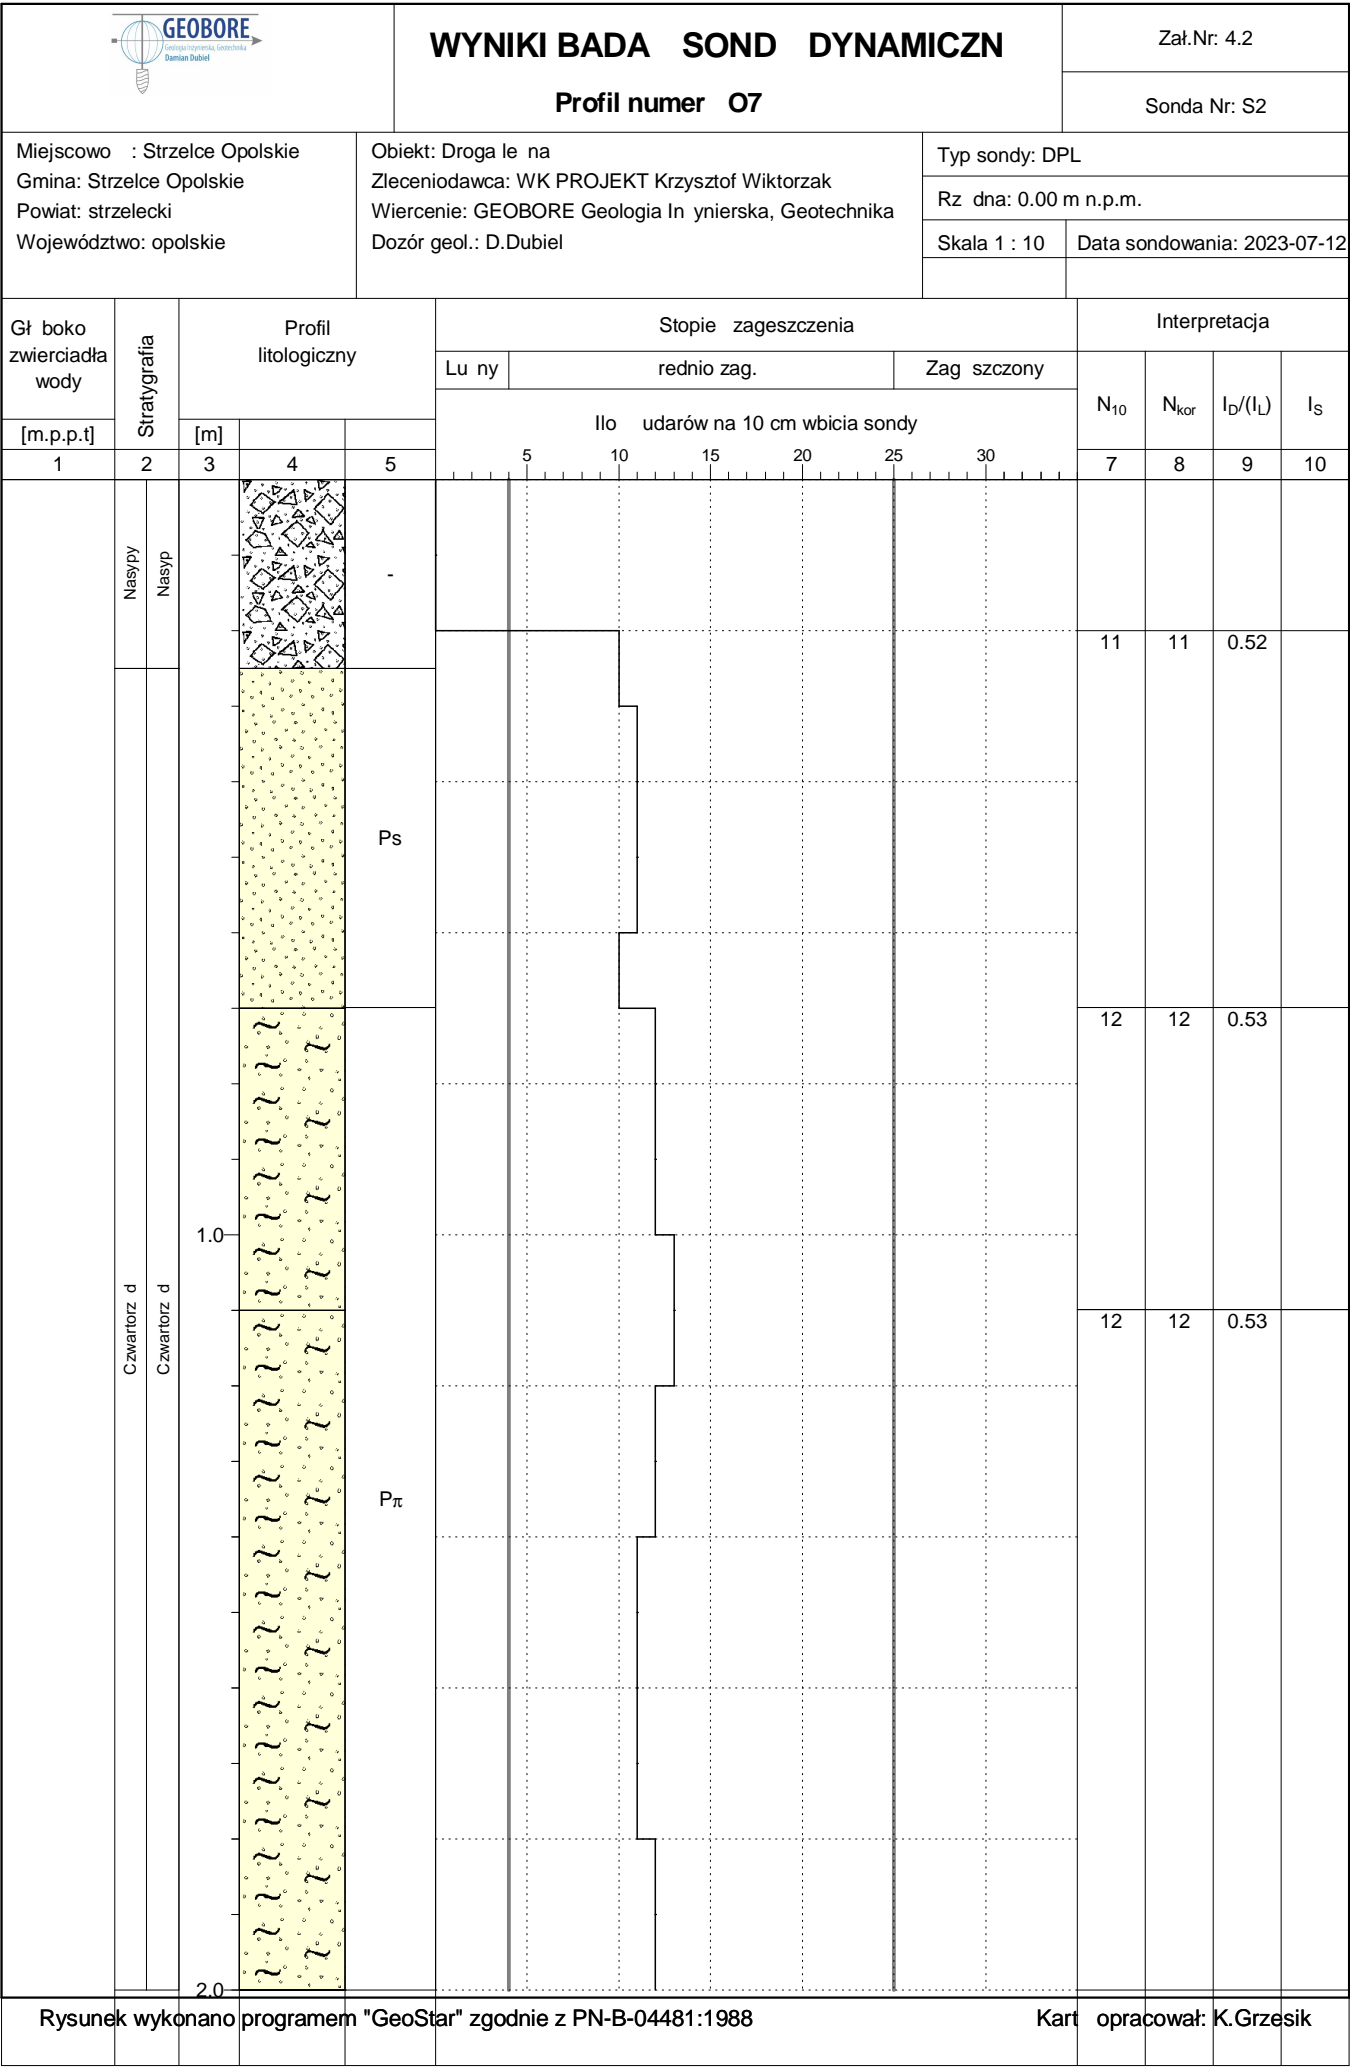 GEOBORE
Geologia Inżynierska, Geotechnika
Damian Dubiel
WYNIKI BADA SOND DYNAMICZN
Profil numer O7
Zał.Nr: 4.2
Sonda Nr: S2
Miejscowo : Strzelce Opolskie
Gmina: Strzelce Opolskie
Powiat: strzelecki
Województwo: opolskie
Obiekt: Droga le na
Zleceniodawca: WK PROJEKT Krzysztof Wiktorzak
Wiercenie: GEOBORE Geologia In ynierska, Geotechnika
Dozór geol.: D.Dubiel
Typ sondy: DPL
Rz dna: 0.00 m n.p.m.
Skala 1 : 10
Data sondowania: 2023-07-12
Gł boko
zwierciadła
wody
[m.p.p.t]
Stratygrafia
Profil
litologiczny
[m]
Stopie zageszczenia
Lu ny
rednio zag.
Zag szczony
Ilo udarów na 10 cm wbicia sondy
5 10 15 20 25 30
Interpretacja
N10 Nkor ID/(IL) IS
1 2 3 4 5 7 8 9 10
Nasypy
Nasyp
-
11 11 0.52
Ps
12 12 0.53
1.0
Czwartorz d
Czwartorz d
12 12 0.53
Pπ
2.0
Rysunek wykonano programem "GeoStar" zgodnie z PN-B-04481:1988
Kart opracował: K.Grzesik